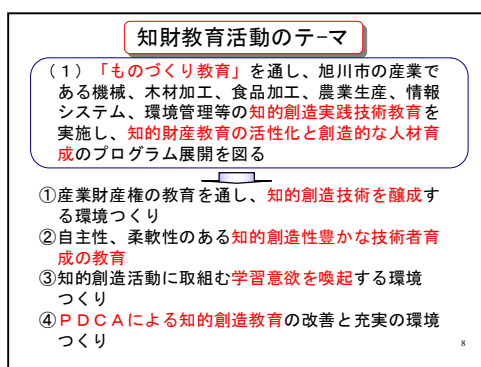 知財教育活動のテｰマ
（１）「ものづくり教育」を通し、旭川市の産業で
ある機械、木材加工、食品加工、農業生産、情報
システム、環境管理等の知的創造実践技術教育を
実施し、知的財産教育の活性化と創造的な人材育
成のプログラム展開を図る
①産業財産権の教育を通し、知的創造技術を醸成す
る環境つくり
②自主性、柔軟性のある知的創造性豊かな技術者育
成の教育
③知的創造活動に取組む学習意欲を喚起する環境
つくり
④ＰＤＣＡによる知的創造教育の改善と充実の環境
つくり
8